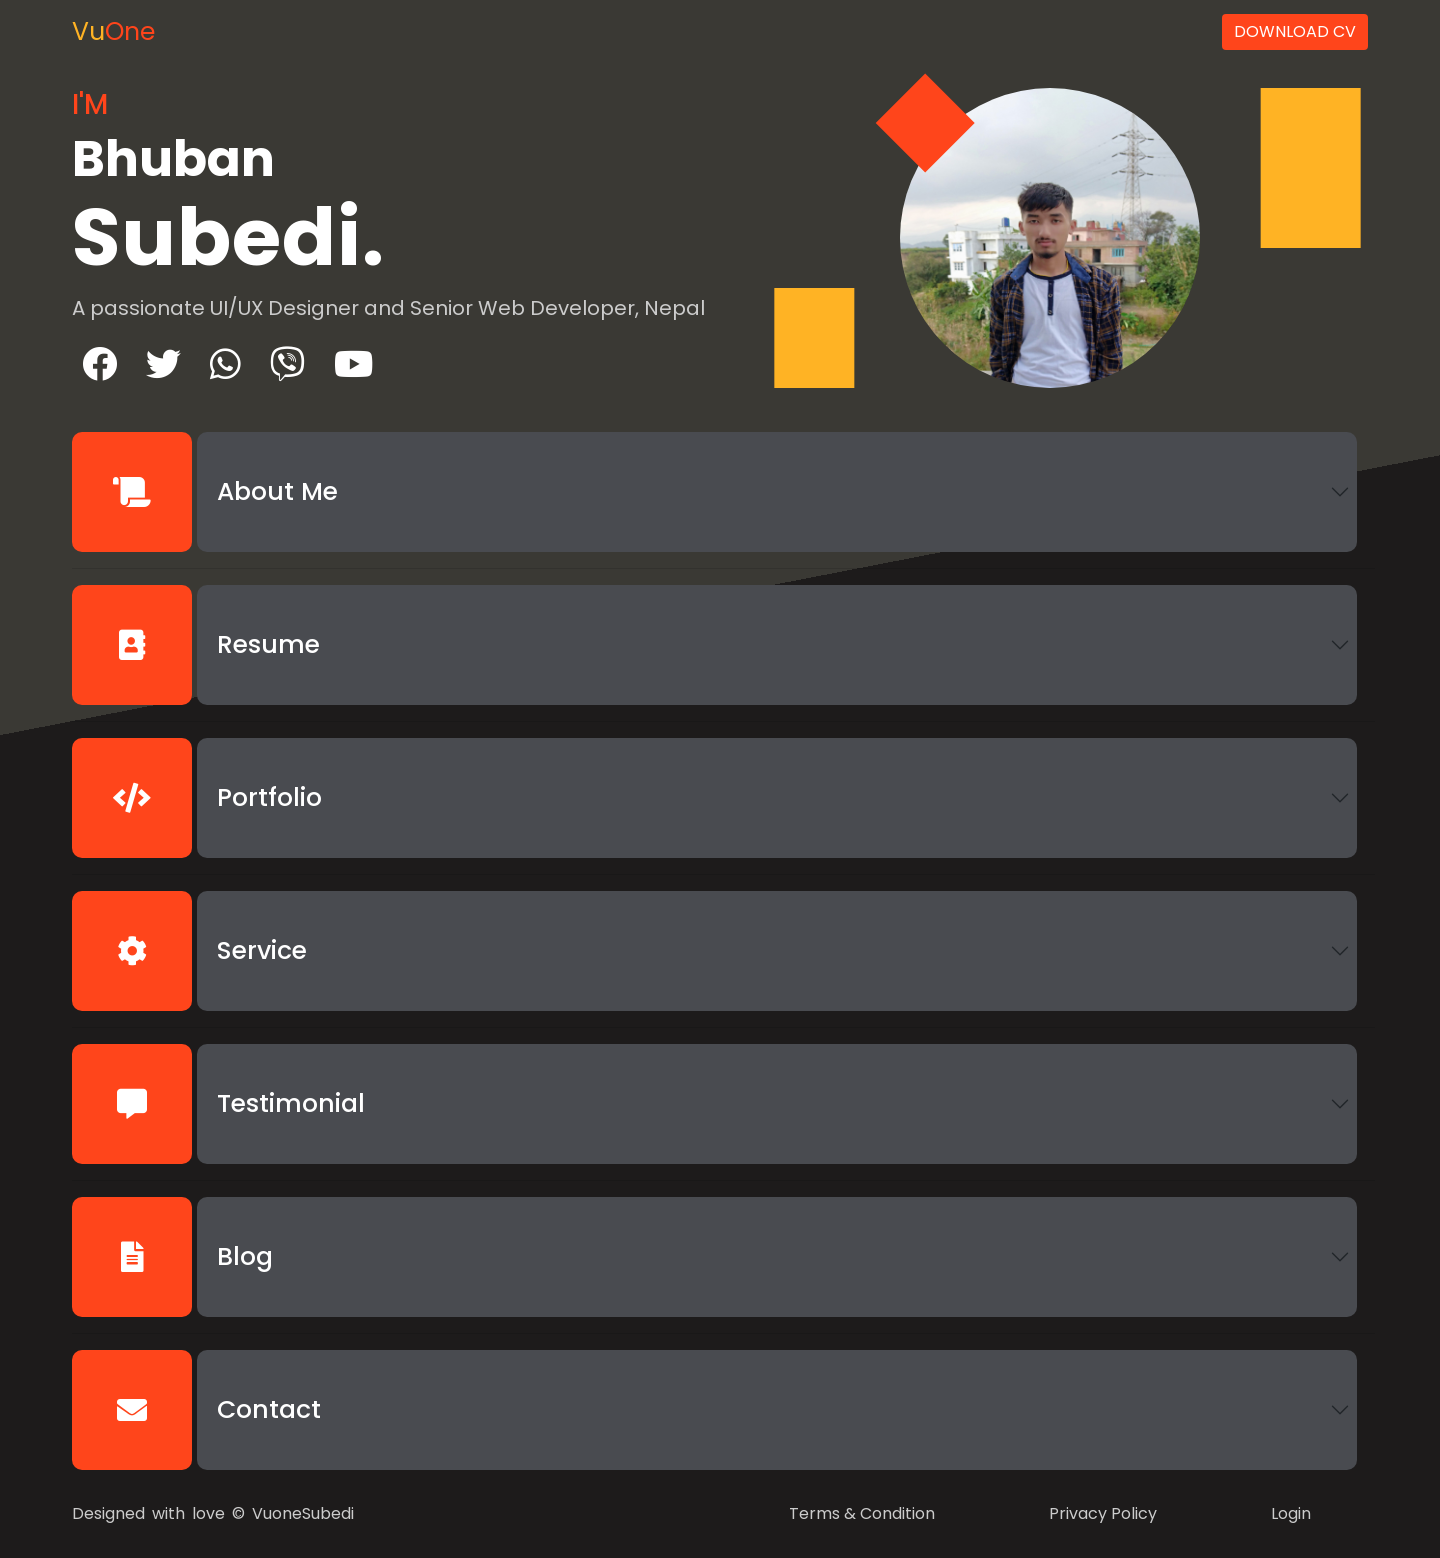 VuOne
DOWNLOAD CV
I'M
Bhuban
Subedi.
A passionate UI/UX Designer and Senior Web Developer, Nepal
About Me
Resume
Portfolio
Service
Testimonial
Blog
Contact
Designed with love © VuoneSubedi
Terms & Condition
Privacy Policy
Login